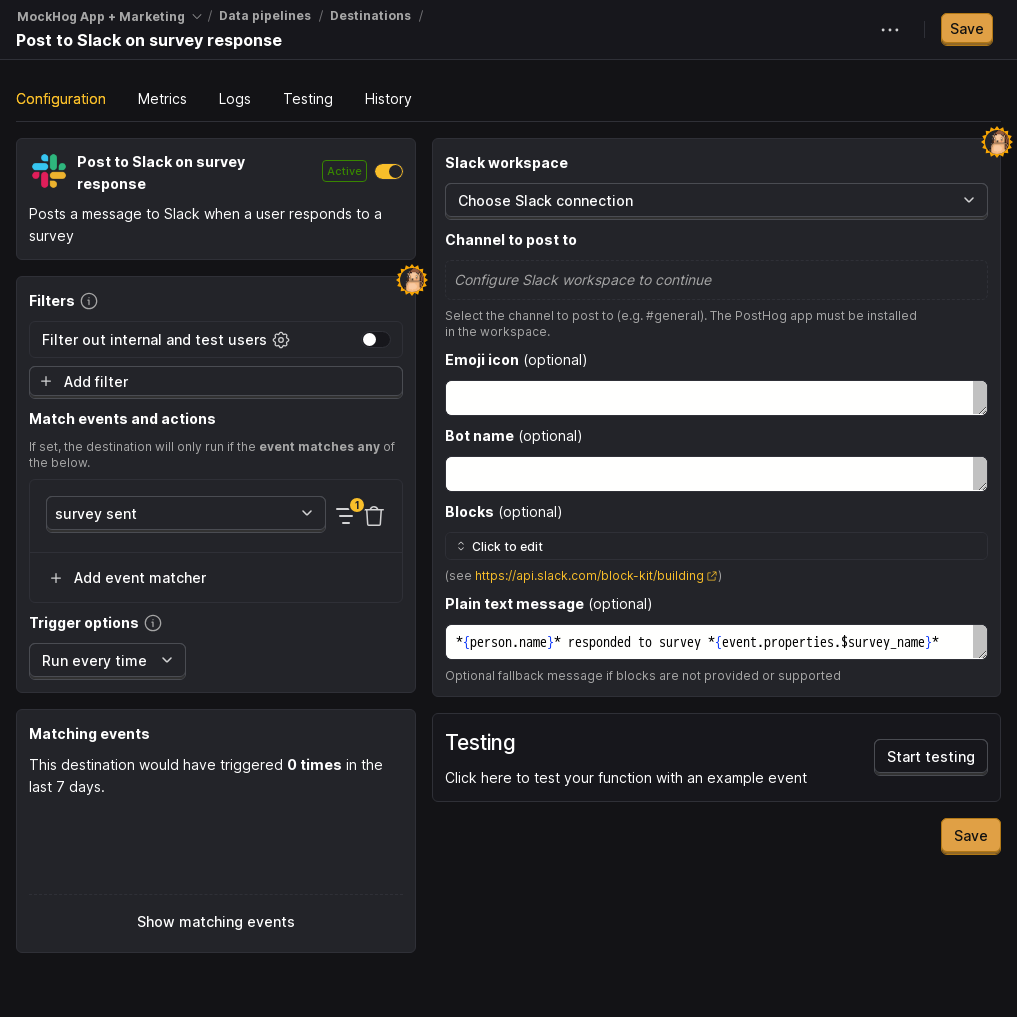 MockHog App + Marketing / Data pipelines / Destinations /
Post to Slack on survey response
Save
Configuration
Metrics
Logs
Testing
History
Post to Slack on survey
response
Active
Posts a message to Slack when a user responds to a
survey
Filters
Filter out internal and test users
+ Add filter
Match events and actions
If set, the destination will only run if the event matches any of
the below.
survey sent
1
+ Add event matcher
Trigger options
Run every time
Matching events
This destination would have triggered 0 times in the
last 7 days.
Show matching events
Slack workspace
Choose Slack connection
Channel to post to
Configure Slack workspace to continue
Select the channel to post to (e.g. #general). The PostHog app must be installed
in the workspace.
Emoji icon (optional)
Bot name (optional)
Blocks (optional)
Click to edit
(see https://api.slack.com/block-kit/building)
Plain text message (optional)
*{person.name}* responded to survey *{event.properties.$survey_name}*
Optional fallback message if blocks are not provided or supported
Testing
Click here to test your function with an example event
Start testing
Save